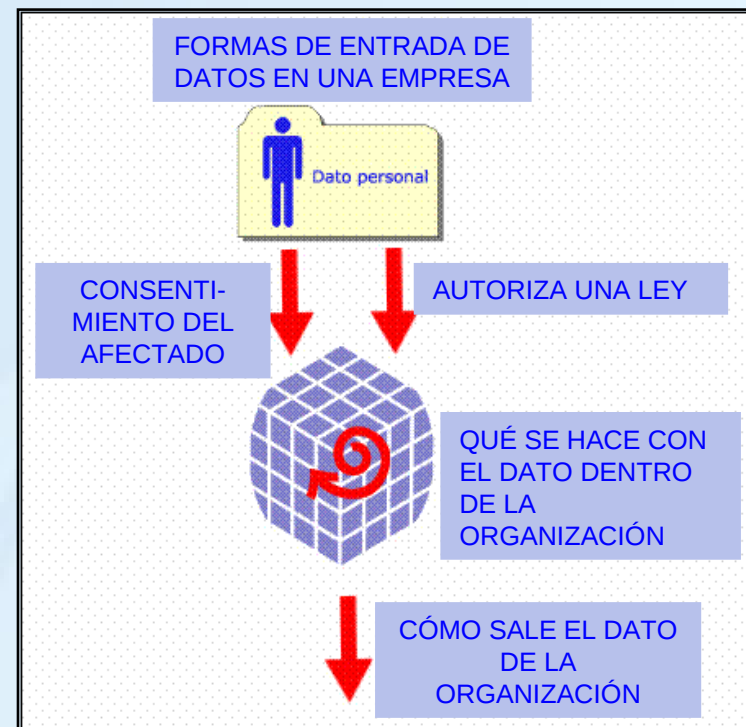 FORMAS DE ENTRADA DE
DATOS EN UNA EMPRESA
Dato personal
CONSENTI-
MIENTO DEL
AFECTADO
AUTORIZA UNA LEY
QUÉ SE HACE CON
EL DATO DENTRO
DE LA
ORGANIZACIÓN
CÓMO SALE EL DATO
DE LA
ORGANIZACIÓN